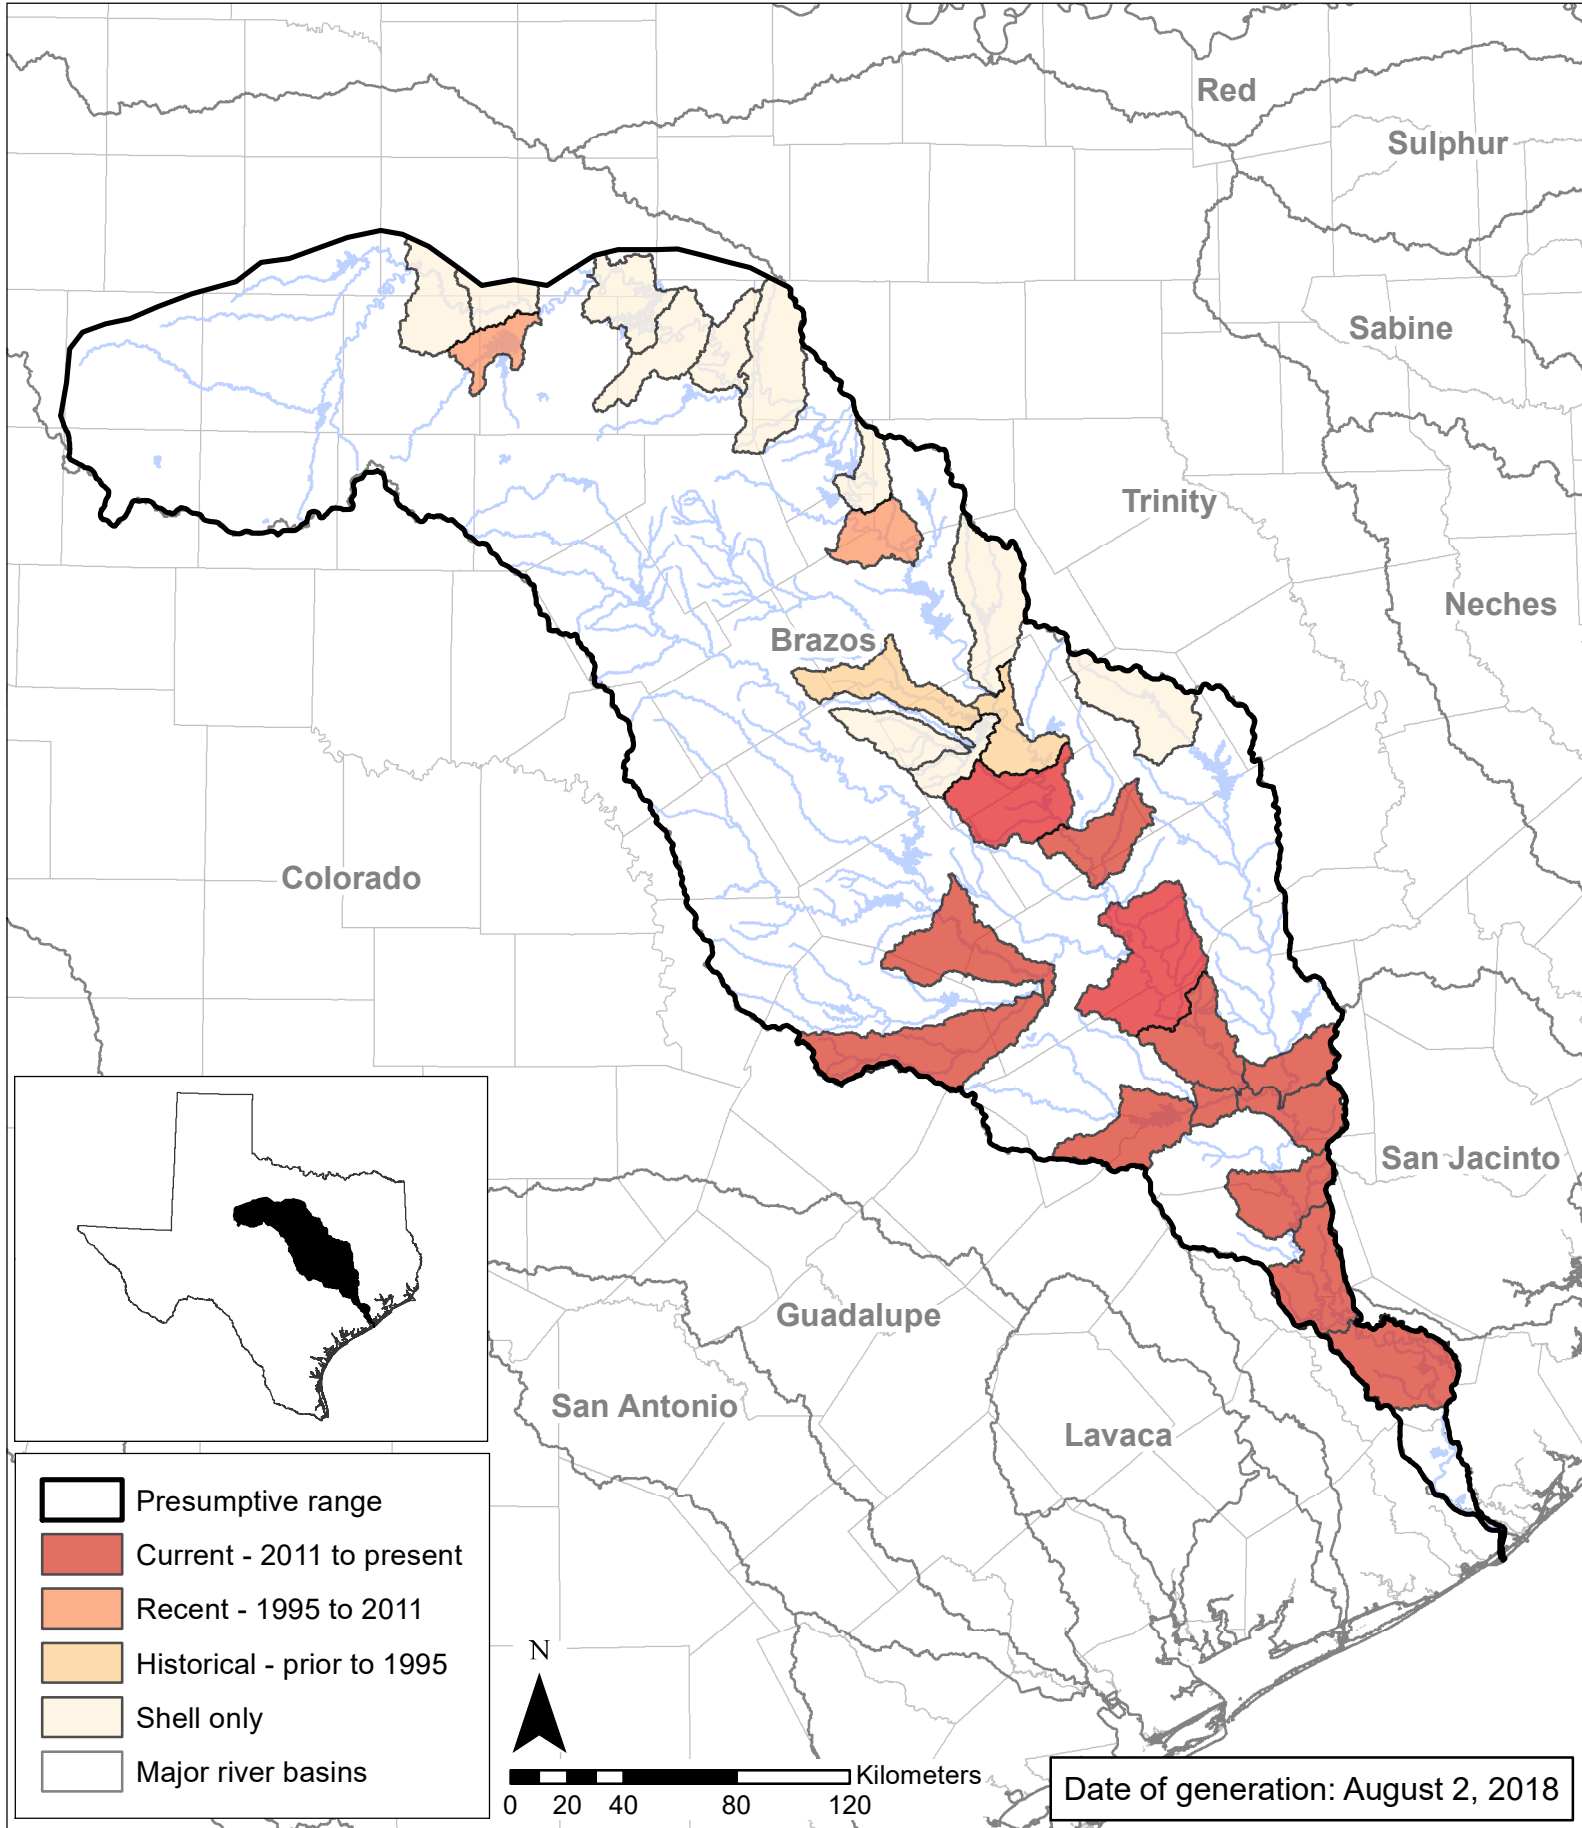 Red
Sulphur
Sabine
Trinity
Neches
Brazos
Colorado
San Jacinto
Guadalupe
San Antonio
Lavaca
Presumptive range
Current - 2011 to present
Recent - 1995 to 2011
Historical - prior to 1995
Shell only
Major river basins
N
Kilometers
0 20 40 80 120
Date of generation: August 2, 2018